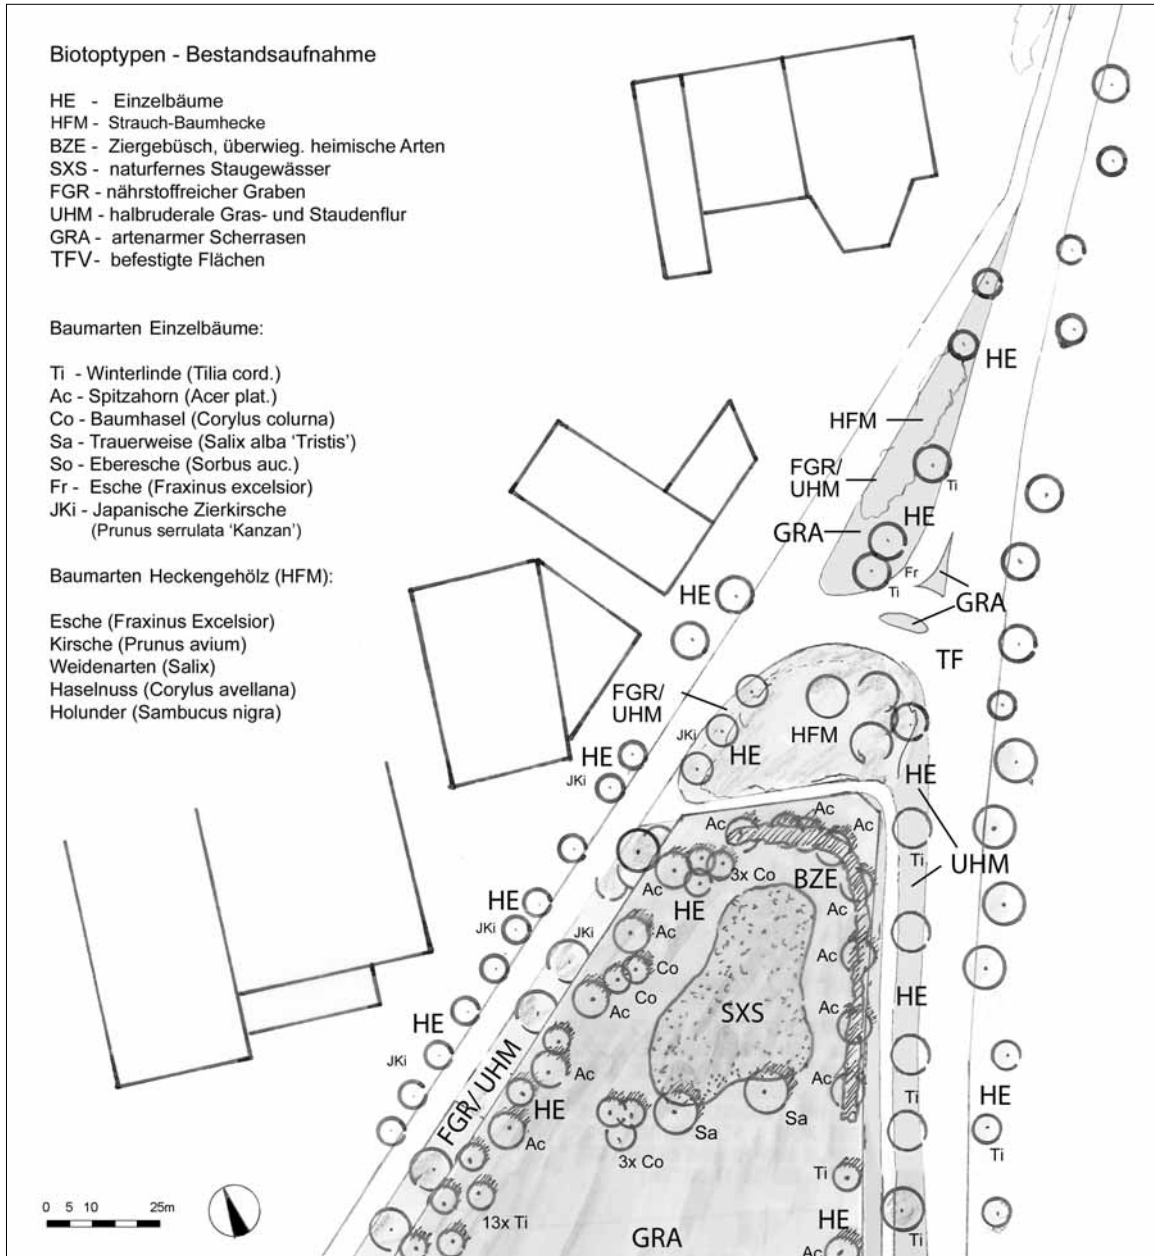 Biotoptypen - Bestandsaufnahme
HE - Einzelbäume
HFM - Strauch-Baumhecke
BZE - Ziergebüsch, überwieg. heimische Arten
SXS - naturfernes Staugewässer
FGR - nährstoffreicher Graben
UHM - halbruderale Gras- und Staudenflur
GRA - artenarmer Scherrasen
TFV- befestigte Flächen
Baumarten Einzelbäume:
Ti - Winterlinde (Tilia cord.)
Ac - Spitzahorn (Acer plat.)
Co - Baumhasel (Corylus colurna)
Sa - Trauerweise (Salix alba ‘Tristis’)
So - Eberesche (Sorbus auc.)
Fr - Esche (Fraxinus excelsior)
JKi - Japanische Zierkirsche
(Prunus serrulata ‘Kanzan’)
Baumarten Heckengehölz (HFM):
Esche (Fraxinus Excelsior)
Kirsche (Prunus avium)
Weidenarten (Salix)
Haselnuss (Corylus avellana)
Holunder (Sambucus nigra)
HE
HFM
FGR/
UHM
Ti
HE
GRA
Fr
Ti
GRA
HE
TF
FGR/
UHM
HFM
JKi
HE
HE
JKi
HE
Ac
Ac
Ac
Ti
UHM
3x Co
BZE
Ac
HE
Ac
HE
JKi
JKi
Ac
Co
Ac
Co
Ac
SXS
HE
Ac
HE
JKi
FGR/ UHM
Ac
Ac
HE
Ac
Sa
Sa
Ti
HE
Ti
3x Co
Ti
13x Ti
GRA
HE
Ac
Ti
0 5 10 25m